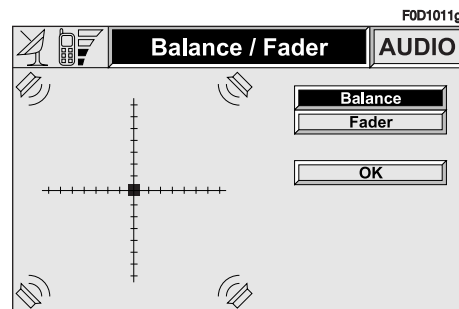 F0D1011g
Balance / Fader
AUDIO
Balance
Fader
OK